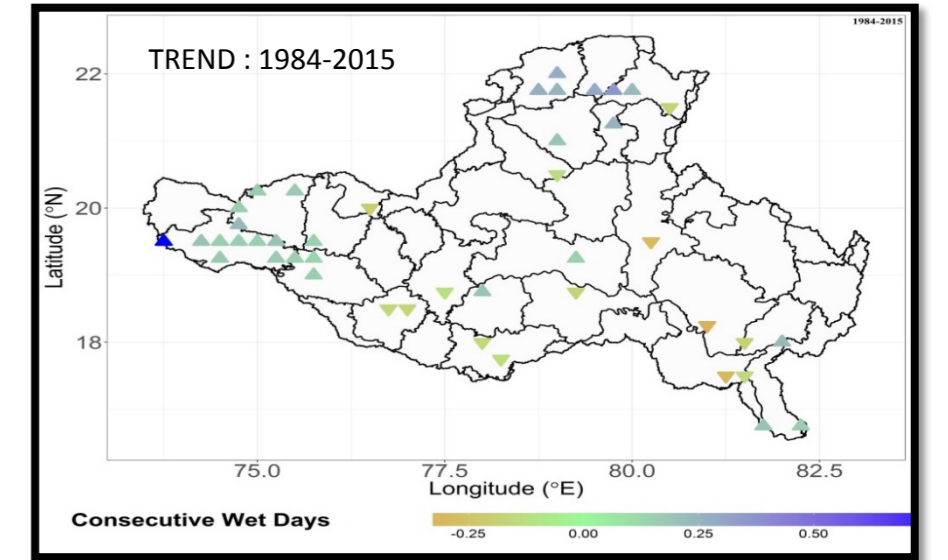 1984-2015
TREND : 1984-2015
22
20
18
Latitude (°N)
75.0 77.5 80.0 82.5
Longitude (°E)
Consecutive Wet Days
-0.25 0.00 0.25 0.50